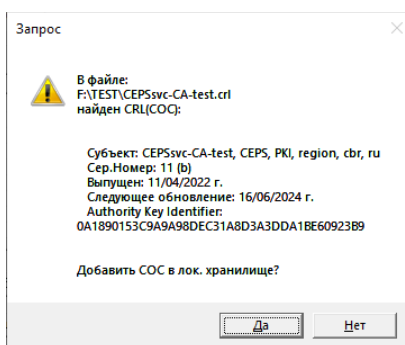 Запрос
В файле:
F:\TEST\CEPSsvc-CA-test.crl
найден CRL(СОС):
Субъект: CEPSsvc-CA-test, CEPS, PKI, region, cbr, ru
Сер.Номер: 11 (b)
Выпущен: 11/04/2022 г.
Следующее обновление: 16/06/2024 г.
Authority Key Identifier:
0A1890153C9A9A98DEC31A8D3A3DDA1BE60923B9
Добавить СОС в лок. хранилище?
Да
Нет